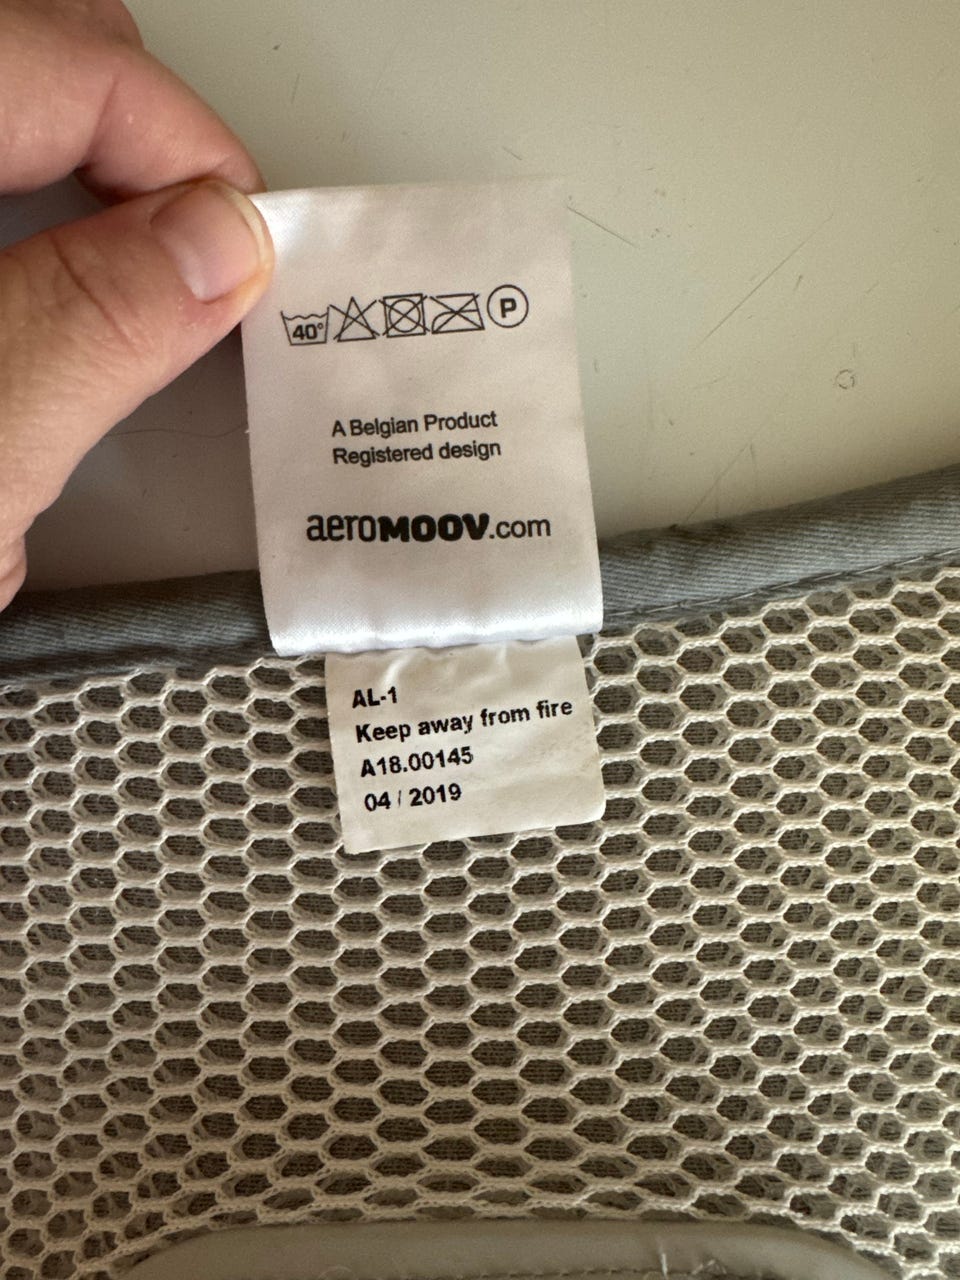 40°
P
A Belgian Product
Registered design
aeroMOOV.com
AL-1
Keep away from fire
A18.00145
04 / 2019